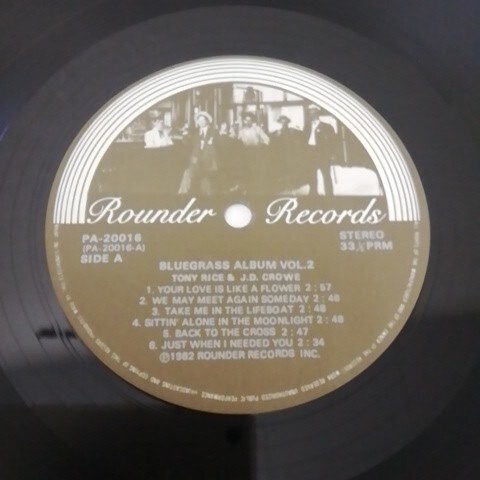 Rounder Records
PA-20016
(PA-20016-A)
SIDE A
STEREO
33⅓PRM
BLUEGRASS ALBUM VOL.2
TONY RICE & J.D. CROWE
1. YOUR LOVE IS LIKE A FLOWER 2:57
2. WE MAY MEET AGAIN SOMEDAY 2:48
3. TAKE ME IN THE LIFEBOAT 2:48
4. SITTIN' ALONE IN THE MOONLIGHT 2:48
5. BACK TO THE CROSS 2:47
6. JUST WHEN I NEEDED YOU 2:34
Ⓟ1982 ROUNDER RECORDS INC.